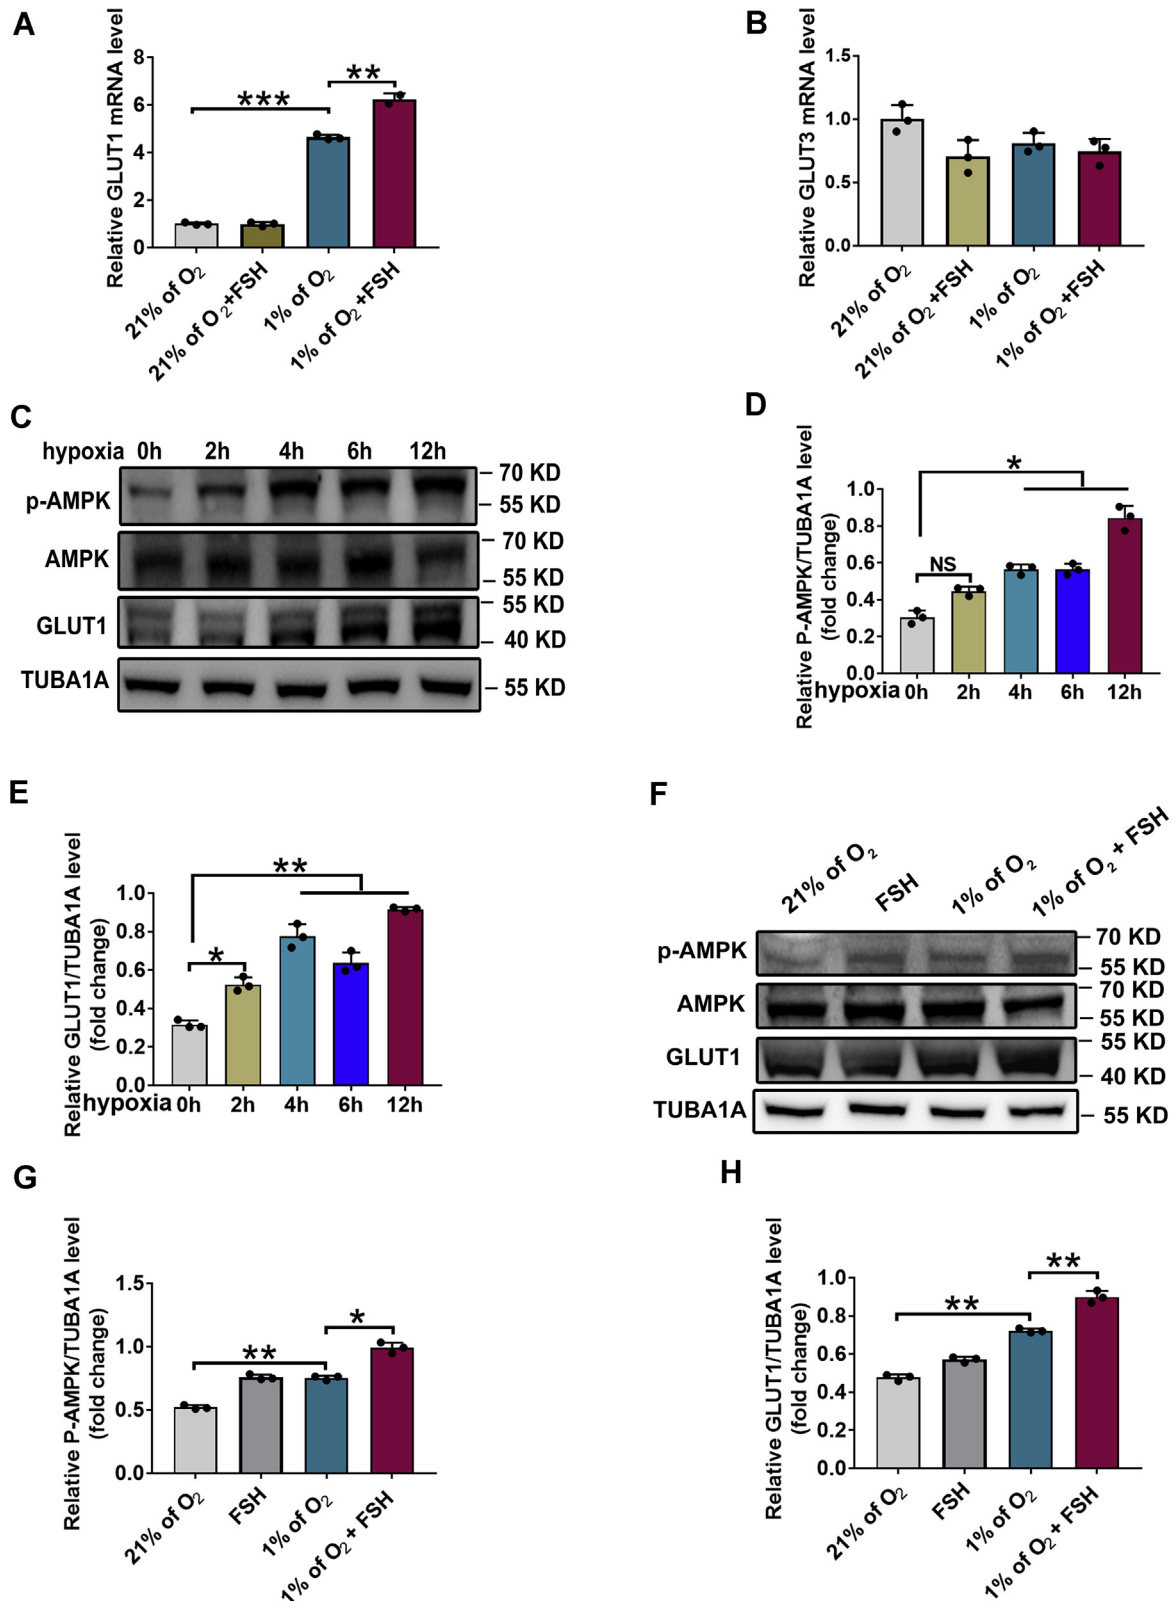 A
Relative GLUT1 mRNA level
8
6
4
2
0
***
**
21% of O₂
21% of O₂+FSH
1% of O₂
1% of O₂+FSH
B
Relative GLUT3 mRNA level
1.5
1.0
0.5
0.0
21% of O₂
21% of O₂+FSH
1% of O₂
1% of O₂+FSH
C
hypoxia 0h 2h 4h 6h 12h
p-AMPK
70 KD
55 KD
AMPK
70 KD
55 KD
GLUT1
55 KD
40 KD
TUBA1A
55 KD
D
Relative P-AMPK/TUBA1A level
(fold change)
1.0
0.8
0.6
0.4
0.2
0.0
NS
*
hypoxia 0h 2h 4h 6h 12h
E
Relative GLUT1/TUBA1A level
(fold change)
1.0
0.8
0.6
0.4
0.2
0.0
*
**
hypoxia 0h 2h 4h 6h 12h
F
21% of O₂
FSH
1% of O₂
1% of O₂ + FSH
p-AMPK
70 KD
55 KD
AMPK
70 KD
55 KD
GLUT1
55 KD
40 KD
TUBA1A
55 KD
G
Relative P-AMPK/TUBA1A level
(fold change)
1.5
1.0
0.5
0.0
**
*
21% of O₂
FSH
1% of O₂
1% of O₂ + FSH
H
Relative GLUT1/TUBA1A level
(fold change)
1.0
0.8
0.6
0.4
0.2
0.0
**
**
21% of O₂
FSH
1% of O₂
1% of O₂ + FSH